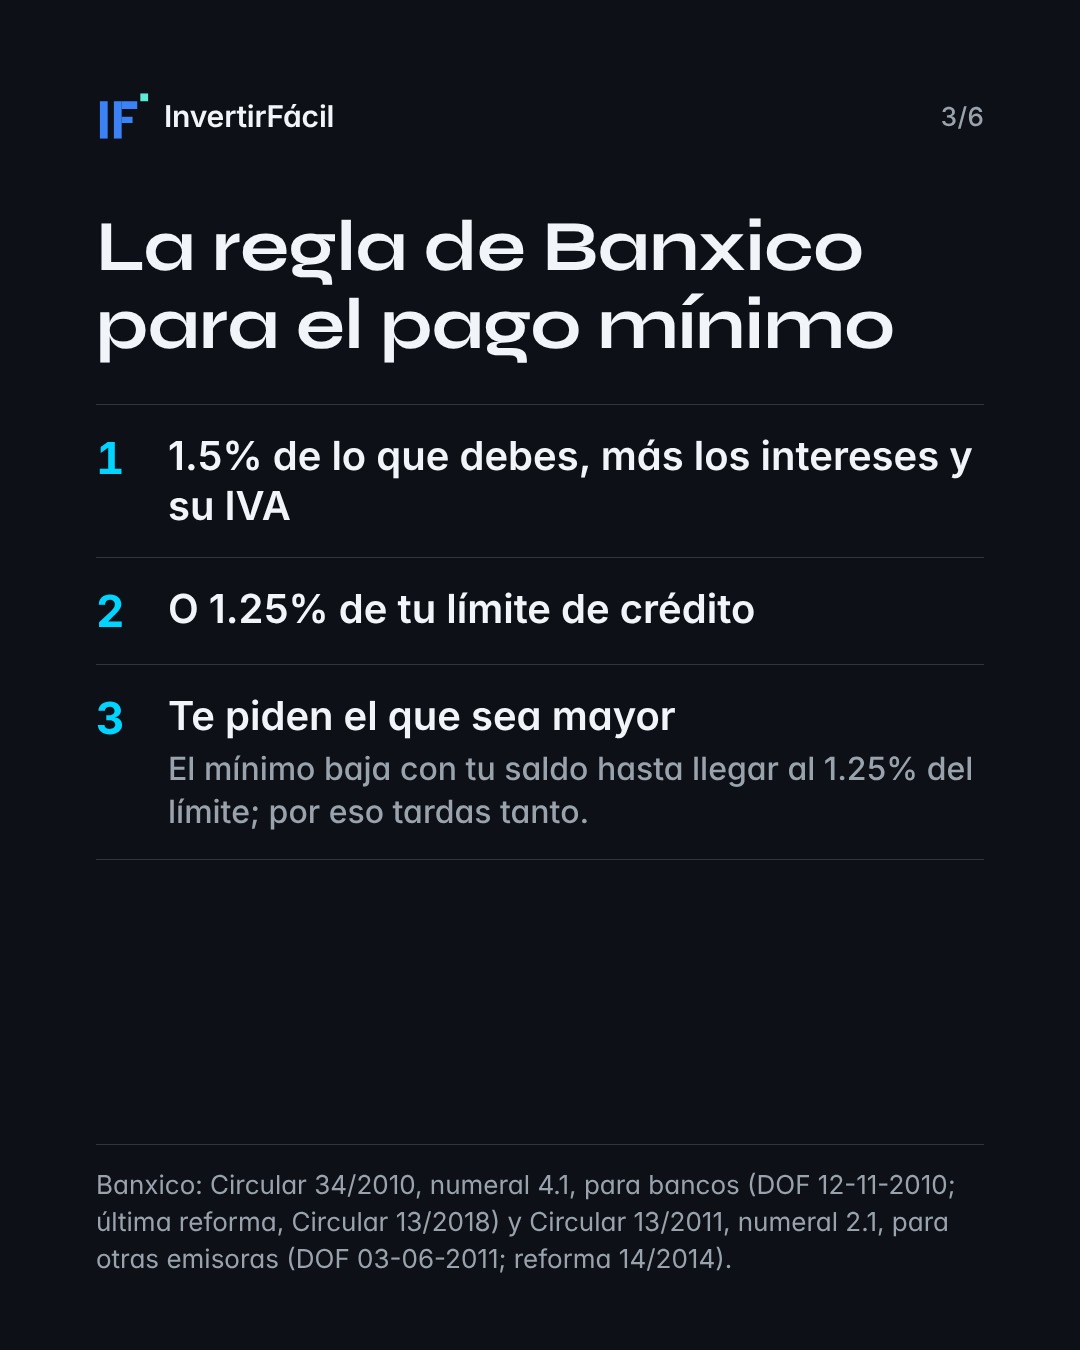 IF InvertirFácil
3/6
La regla de Banxico
para el pago mínimo
1 1.5% de lo que debes, más los intereses y
su IVA
2 O 1.25% de tu límite de crédito
3 Te piden el que sea mayor
El mínimo baja con tu saldo hasta llegar al 1.25% del
límite; por eso tardas tanto.
Banxico: Circular 34/2010, numeral 4.1, para bancos (DOF 12-11-2010;
última reforma, Circular 13/2018) y Circular 13/2011, numeral 2.1, para
otras emisoras (DOF 03-06-2011; reforma 14/2014).